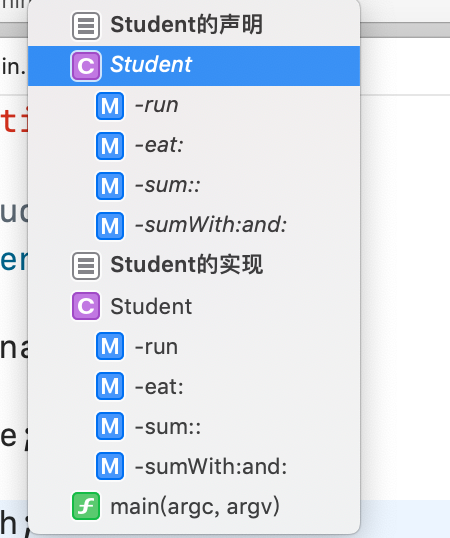 in.
Student的声明
C Student
M -run
M -eat:
M -sum::
M -sumWith:and:
Student的实现
C Student
M -run
M -eat:
M -sum::
M -sumWith:and:
f main(argc, argv)